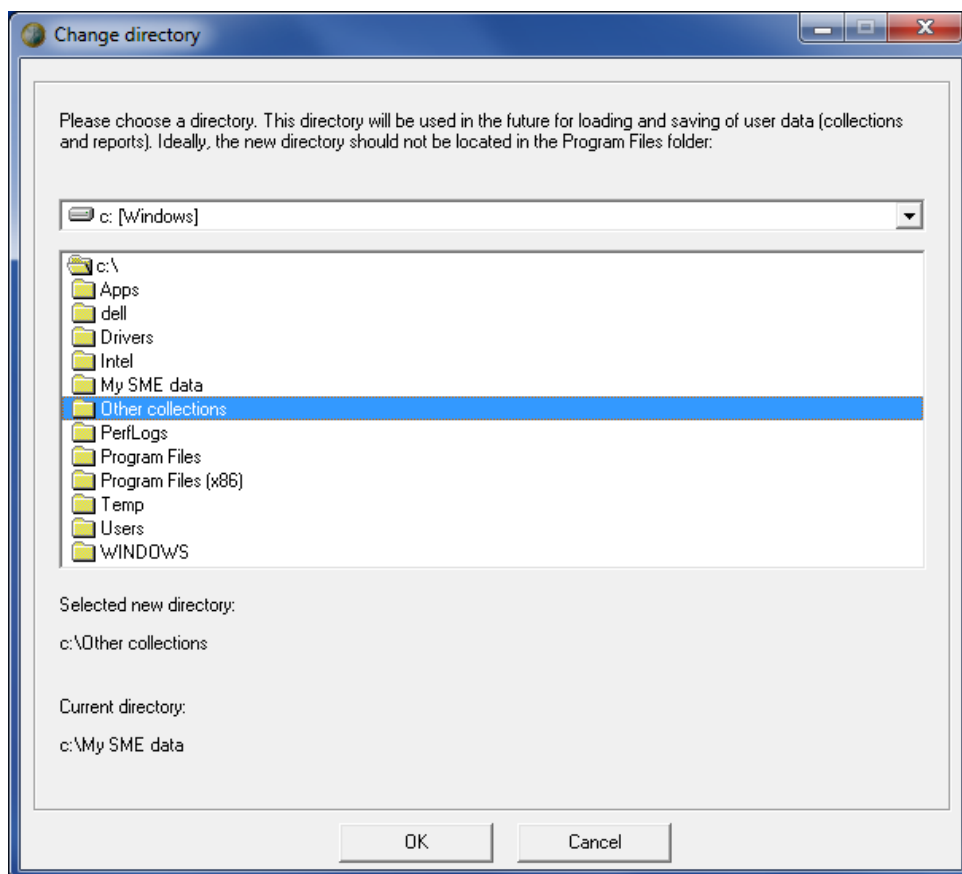 Change directory
Please choose a directory. This directory will be used in the future for loading and saving of user data (collections
and reports). Ideally, the new directory should not be located in the Program Files folder:
c: [Windows]
c:\
Apps
dell
Drivers
Intel
My SME data
Other collections
PerfLogs
Program Files
Program Files (x86)
Temp
Users
WINDOWS
Selected new directory:
c:\Other collections
Current directory:
c:\My SME data
OK Cancel